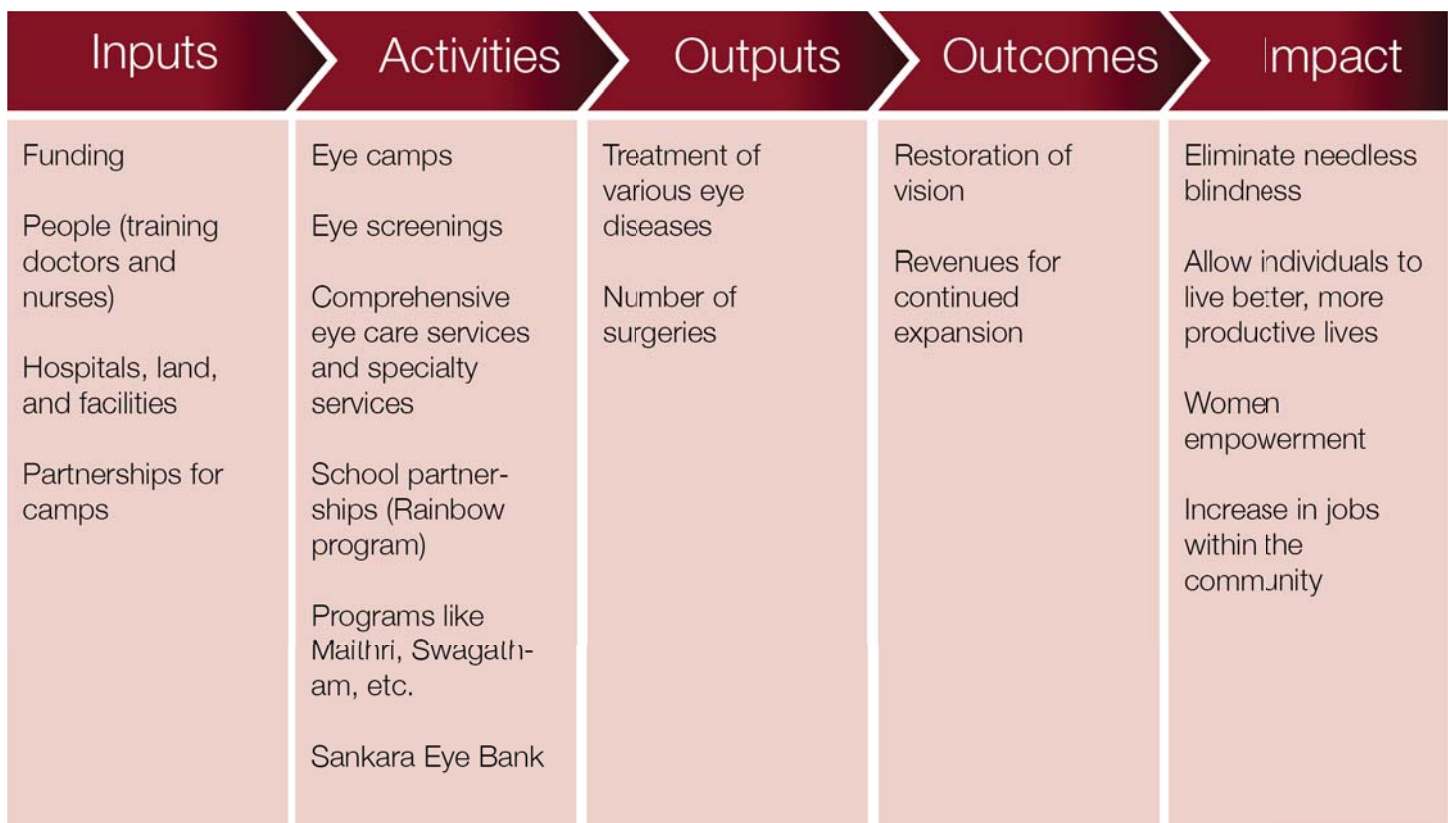 Inputs
Activities
Outputs
Outcomes
Impact
Funding
People (training
doctors and
nurses)
Hospitals, land,
and facilities
Partnerships for
camps
Eye camps
Eye screenings
Comprehensive
eye care services
and specialty
services
School partner-
ships (Rainbow
program)
Programs like
Maithri, Swagath-
am, etc.
Sankara Eye Bank
Treatment of
various eye
diseases
Number of
surgeries
Restoration of
vision
Revenues for
continued
expansion
Eliminate needless
blindness
Allow individuals to
live better, more
productive lives
Women
empowerment
Increase in jobs
within the
community